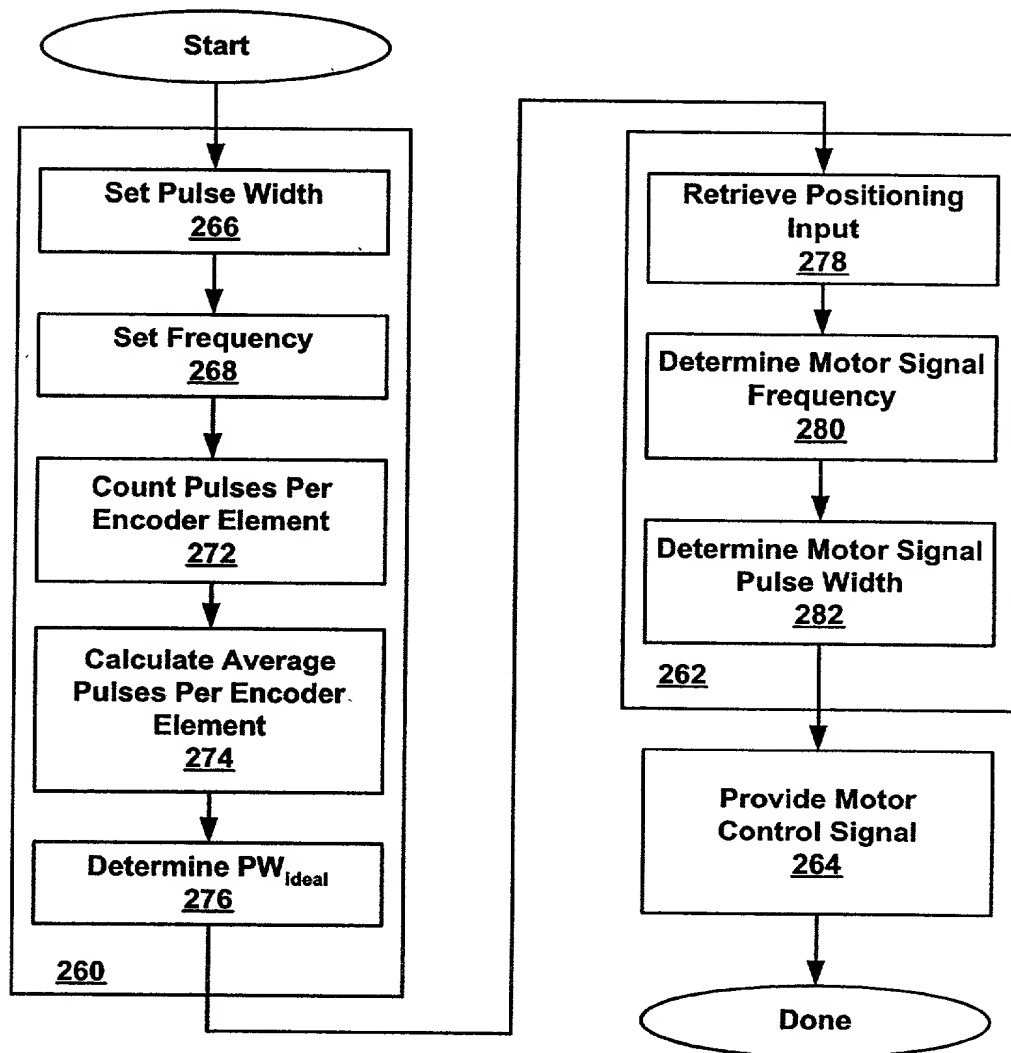 Start
Set Pulse Width
266
Set Frequency
268
Count Pulses Per
Encoder Element
272
Calculate Average
Pulses Per Encoder
Element
274
Determine PWideal
276
260
Retrieve Positioning
Input
278
Determine Motor Signal
Frequency
280
Determine Motor Signal
Pulse Width
282
262
Provide Motor
Control Signal
264
Done